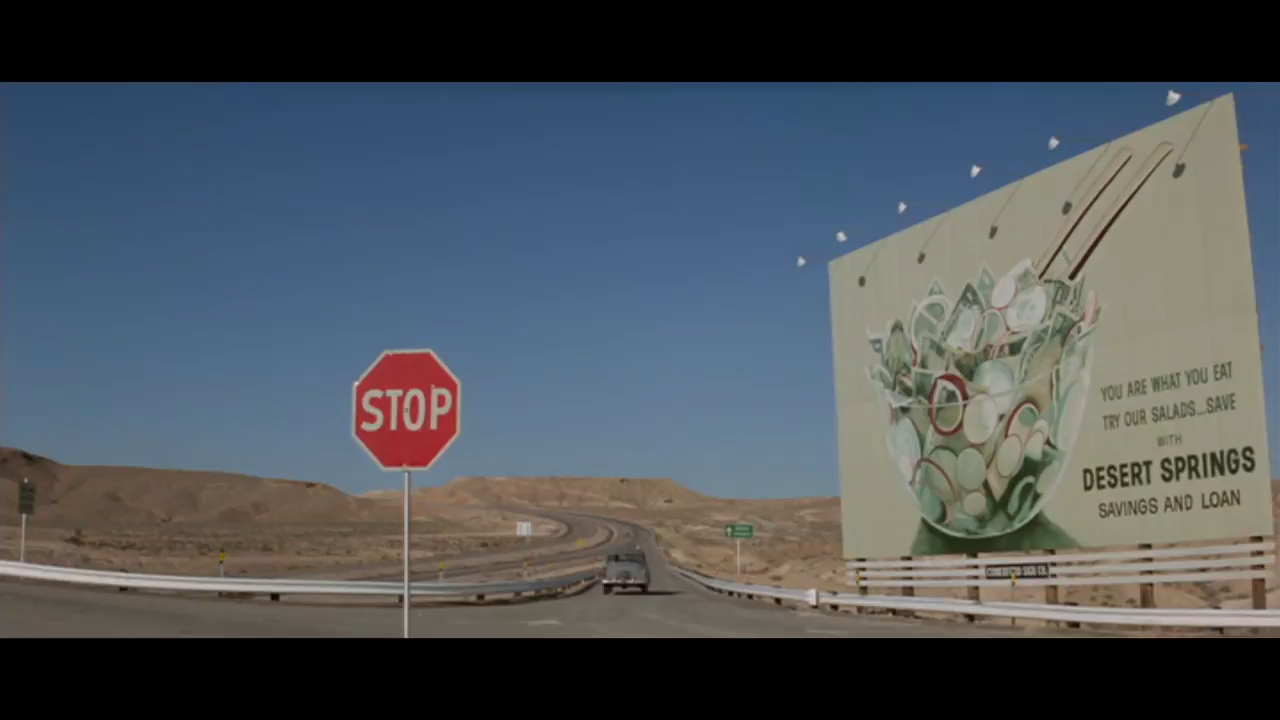 STOP
YOU ARE WHAT YOU EAT
TRY OUR SALADS...SAVE
WITH
DESERT SPRINGS
SAVINGS AND LOAN